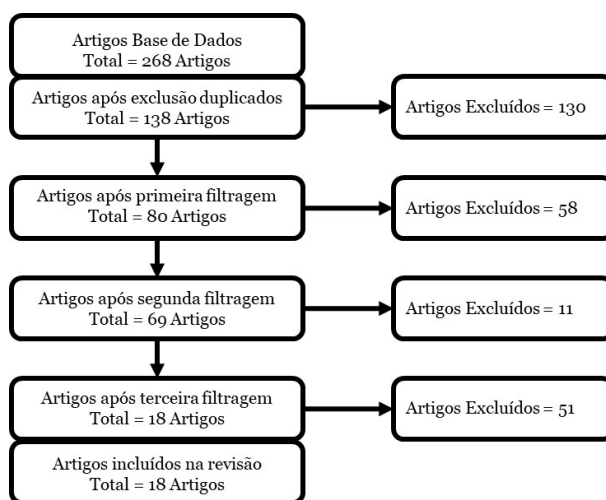 Artigos Base de Dados
Total = 268 Artigos
Artigos após exclusão duplicados
Total = 138 Artigos
Artigos Excluídos = 130
Artigos após primeira filtragem
Total = 80 Artigos
Artigos Excluídos = 58
Artigos após segunda filtragem
Total = 69 Artigos
Artigos Excluídos = 11
Artigos após terceira filtragem
Total = 18 Artigos
Artigos Excluídos = 51
Artigos incluídos na revisão
Total = 18 Artigos